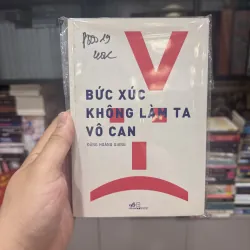 BỨC XÚC
KHÔNG LÀM TA
VÔ CAN
ĐẶNG HOÀNG GIANG